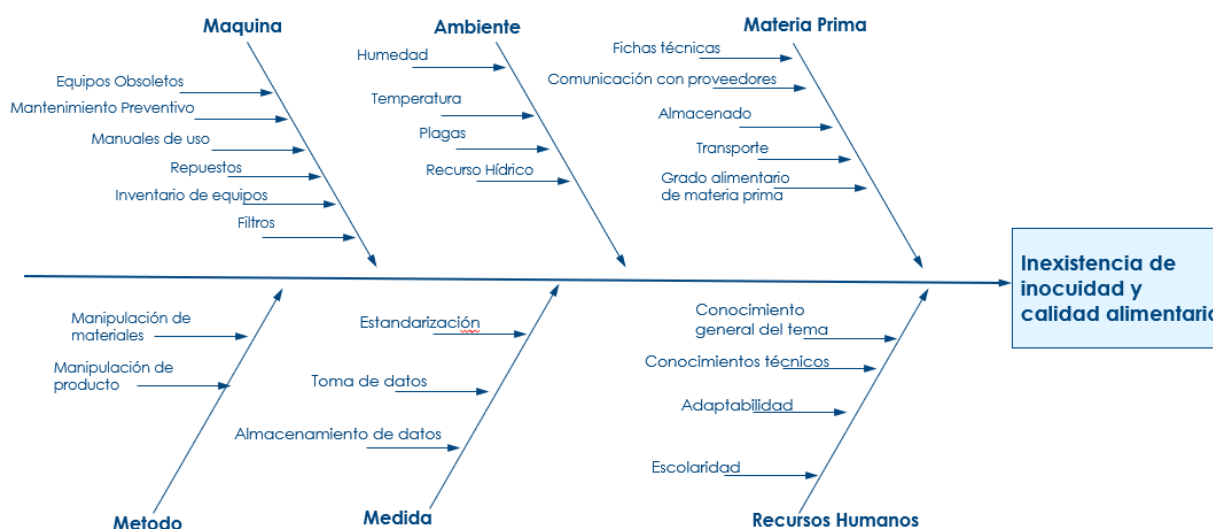 Maquina
Equipos Obsoletos
Mantenimiento Preventivo
Manuales de uso
Repuestos
Inventario de equipos
Filtros
Ambiente
Humedad
Temperatura
Plagas
Recurso Hídrico
Materia Prima
Fichas técnicas
Comunicación con proveedores
Almacenado
Transporte
Grado alimentario
de materia prima
Inexistencia de
inocuidad y
calidad alimentaria
Manipulación de
materiales
Manipulación de
producto
Metodo
Estandarización
Toma de datos
Almacenamiento de datos
Medida
Conocimiento
general del tema
Conocimientos técnicos
Adaptabilidad
Escolaridad
Recursos Humanos